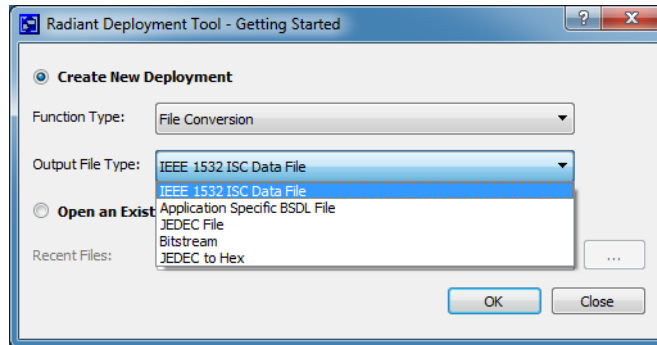 Radiant Deployment Tool - Getting Started
Create New Deployment
Function Type: File Conversion
Output File Type: IEEE 1532 ISC Data File
IEEE 1532 ISC Data File
Open an Exist Application Specific BSDL File
JEDEC File
Bitstream
Recent Files: JEDEC to Hex ...
OK Close